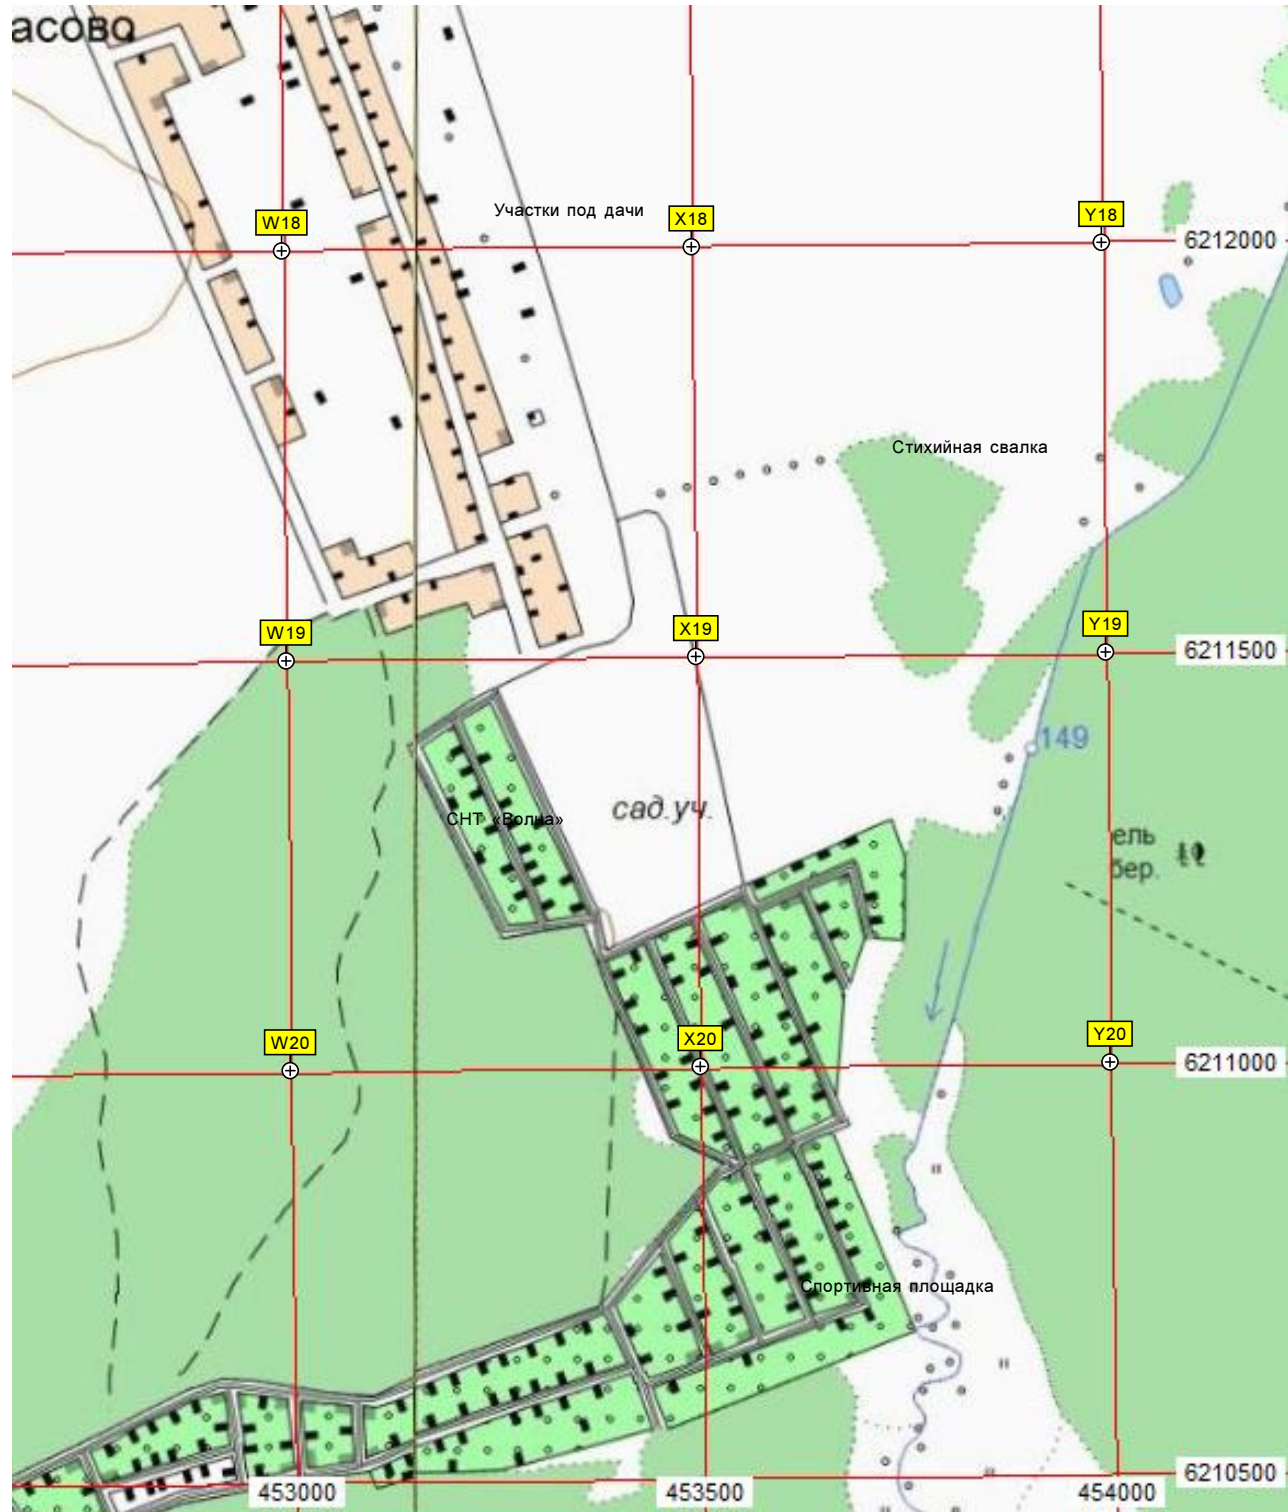 асово
W18
Участки под дачи
X18
Y18
6212000
Стихийная свалка
W19
X19
Y19
6211500
149
сад.уч.
СНТ «Волна»
ель
бер.
W20
X20
Y20
6211000
Спортивная площадка
6210500
453000
453500
454000